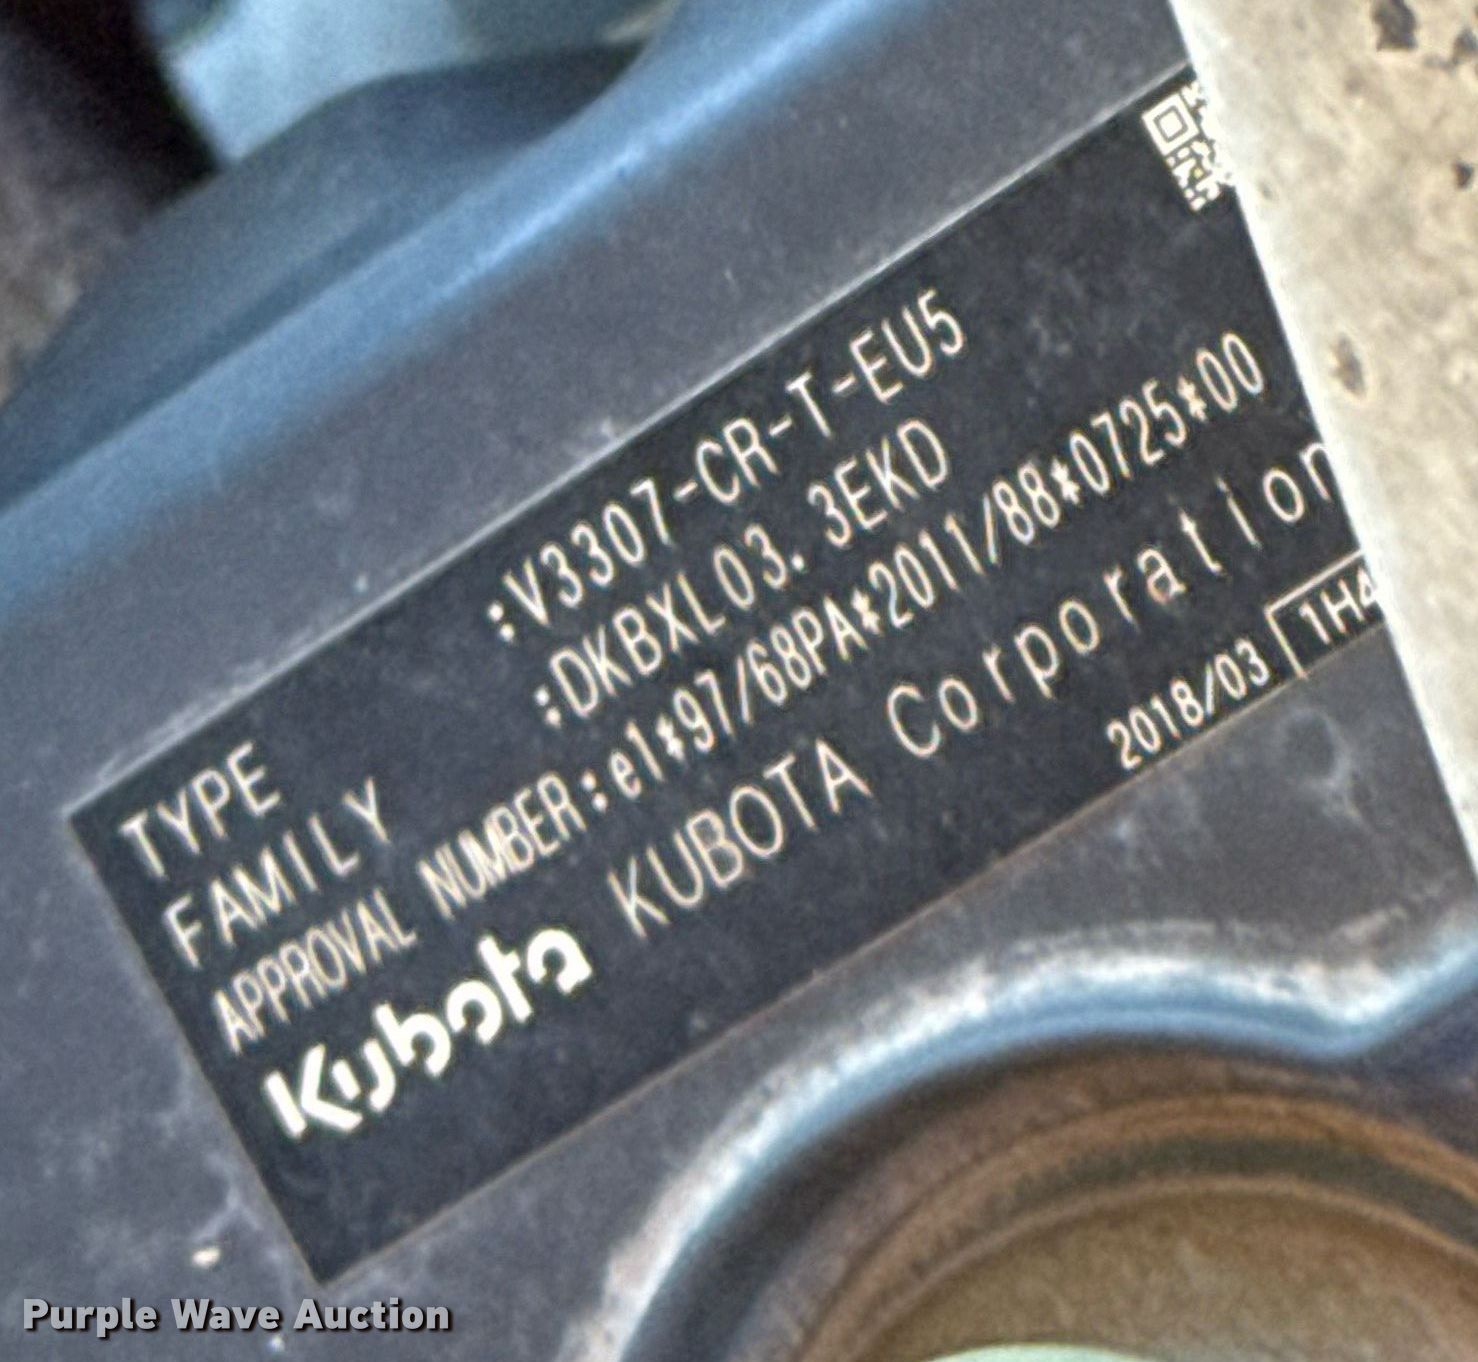 TYPE :V3307-CR-T-EU5
FAMILY :DKBXL03.3EKD
APPROVAL NUMBER:e1*97/68PA*2011/88*0725*00
Kubota KUBOTA Corporation
2018/03 1H4
Purple Wave Auction